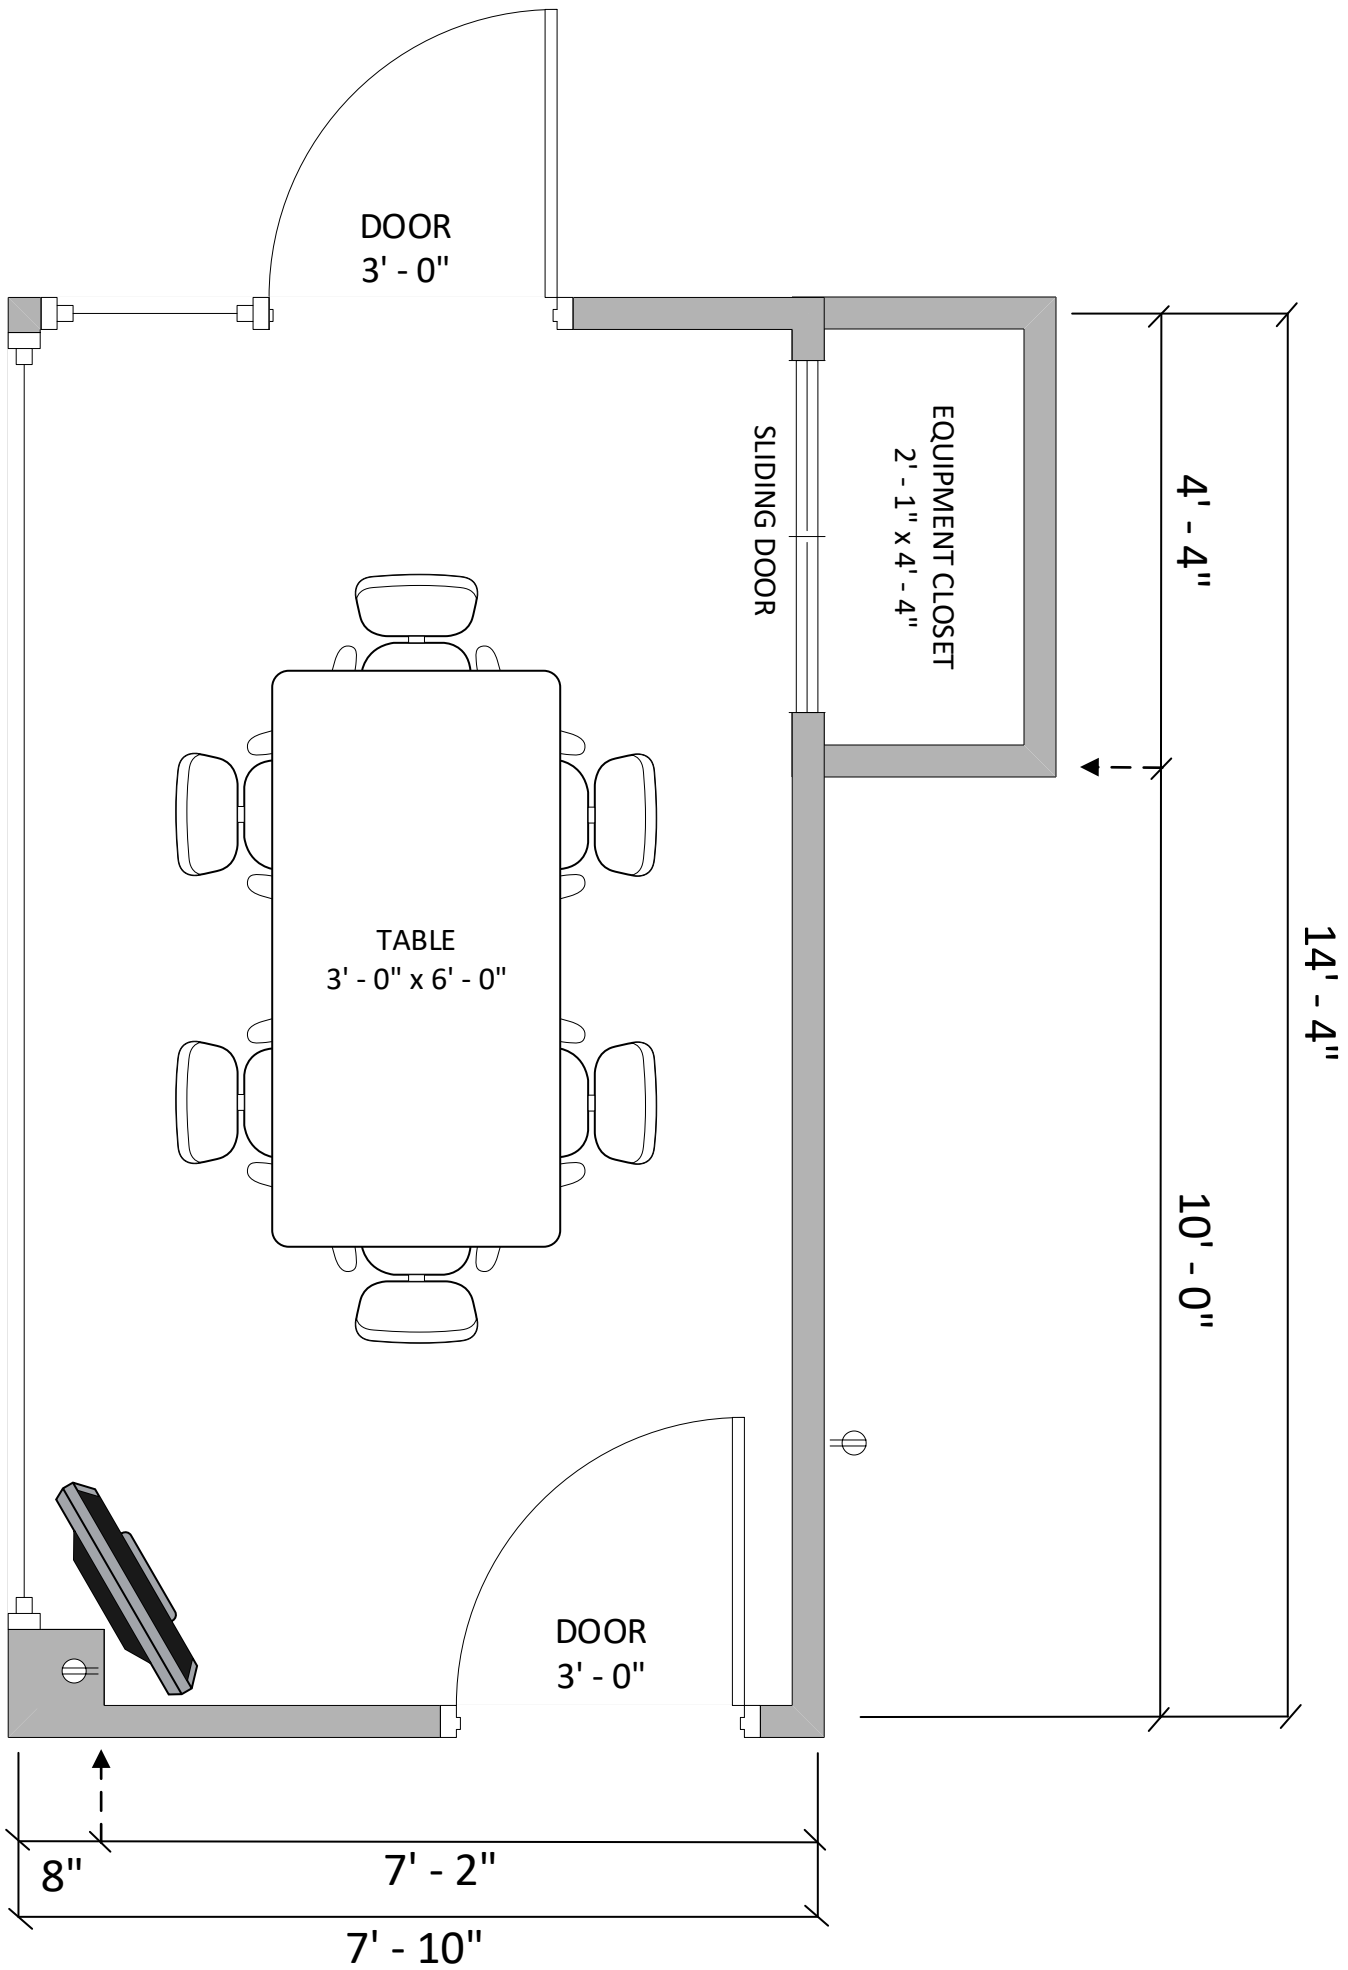 DOOR
3' - 0"
SLIDING DOOR
EQUIPMENT CLOSET
2' - 1" x 4' - 4"
4' - 4"
14' - 4"
TABLE
3' - 0" x 6' - 0"
10' - 0"
DOOR
3' - 0"
8"
7' - 2"
7' - 10"